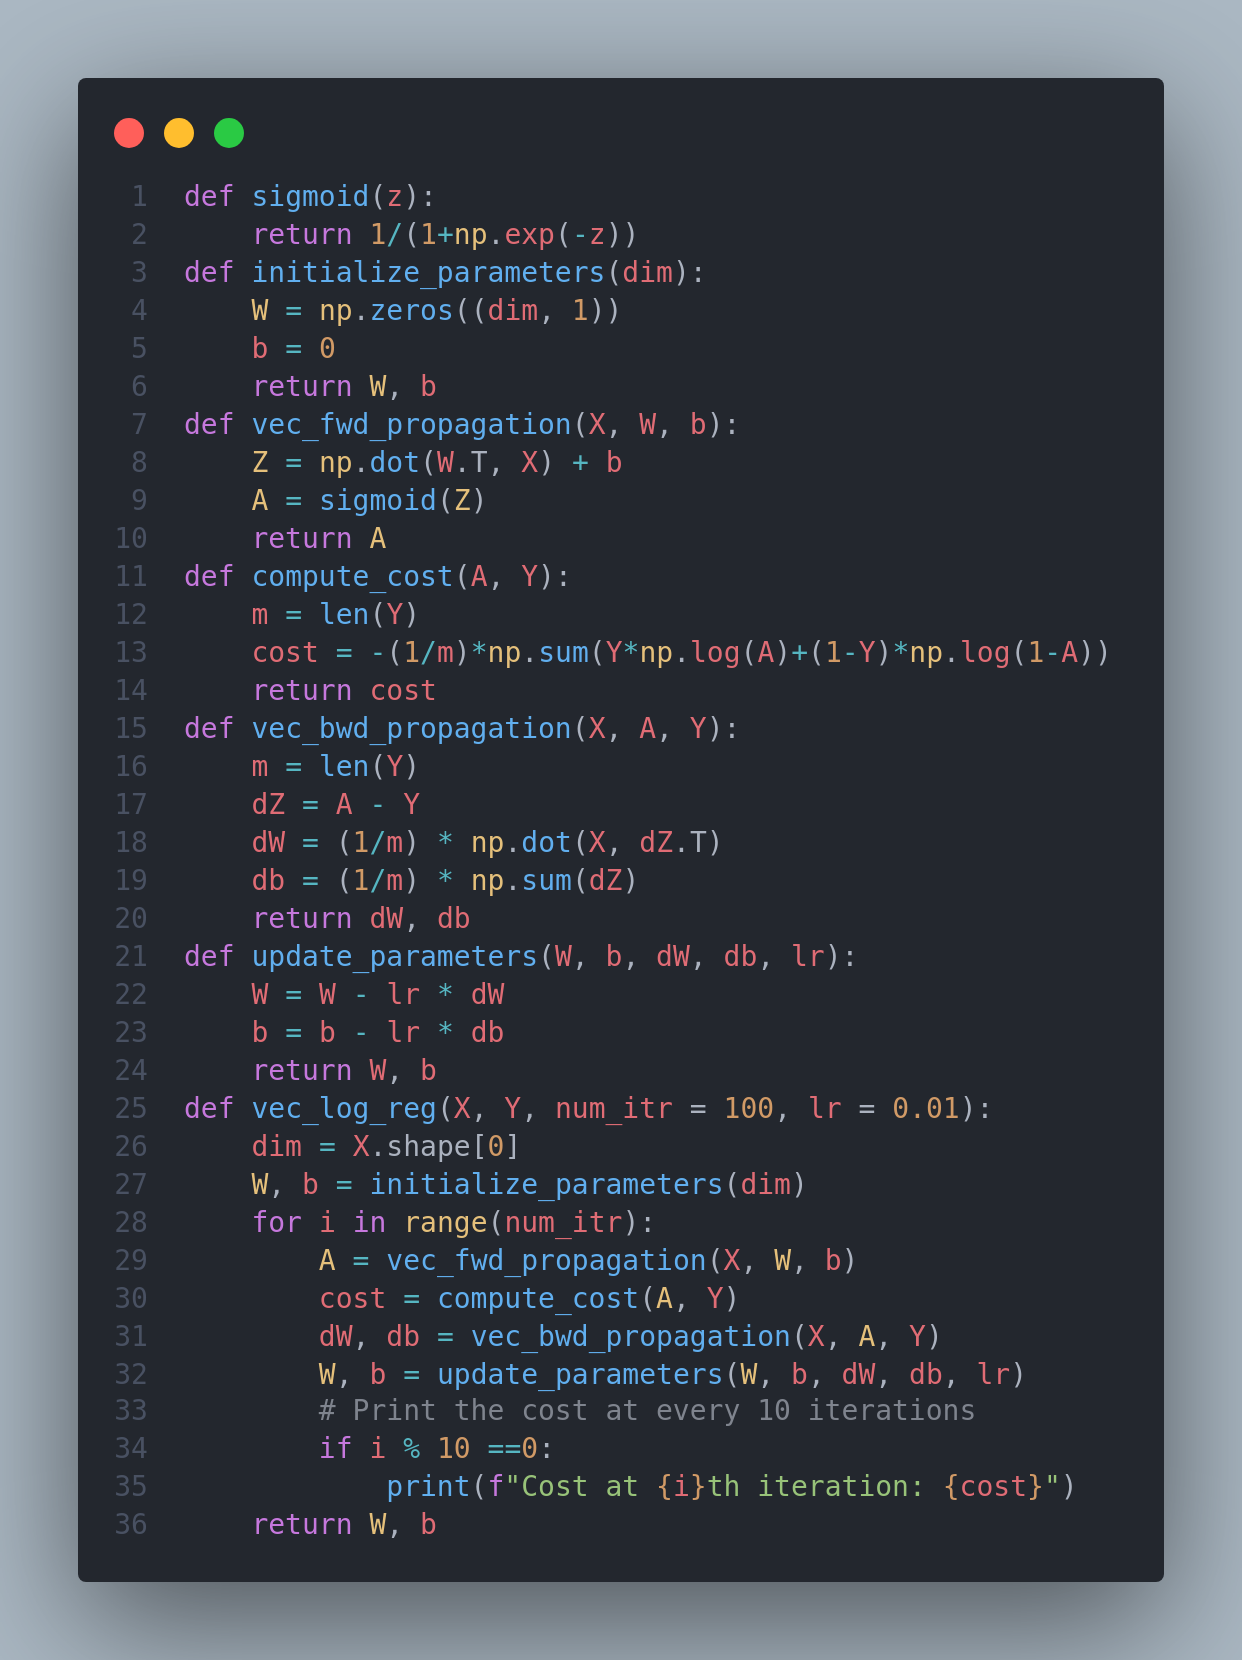 1 def sigmoid(z):
2     return 1/(1+np.exp(-z))
3 def initialize_parameters(dim):
4     W = np.zeros((dim, 1))
5     b = 0
6     return W, b
7 def vec_fwd_propagation(X, W, b):
8     Z = np.dot(W.T, X) + b
9     A = sigmoid(Z)
10     return A
11 def compute_cost(A, Y):
12     m = len(Y)
13     cost = -(1/m)*np.sum(Y*np.log(A)+(1-Y)*np.log(1-A))
14     return cost
15 def vec_bwd_propagation(X, A, Y):
16     m = len(Y)
17     dZ = A - Y
18     dW = (1/m) * np.dot(X, dZ.T)
19     db = (1/m) * np.sum(dZ)
20     return dW, db
21 def update_parameters(W, b, dW, db, lr):
22     W = W - lr * dW
23     b = b - lr * db
24     return W, b
25 def vec_log_reg(X, Y, num_itr = 100, lr = 0.01):
26     dim = X.shape[0]
27     W, b = initialize_parameters(dim)
28     for i in range(num_itr):
29         A = vec_fwd_propagation(X, W, b)
30         cost = compute_cost(A, Y)
31         dW, db = vec_bwd_propagation(X, A, Y)
32         W, b = update_parameters(W, b, dW, db, lr)
33         # Print the cost at every 10 iterations
34         if i % 10 ==0:
35             print(f"Cost at {i}th iteration: {cost}")
36     return W, b